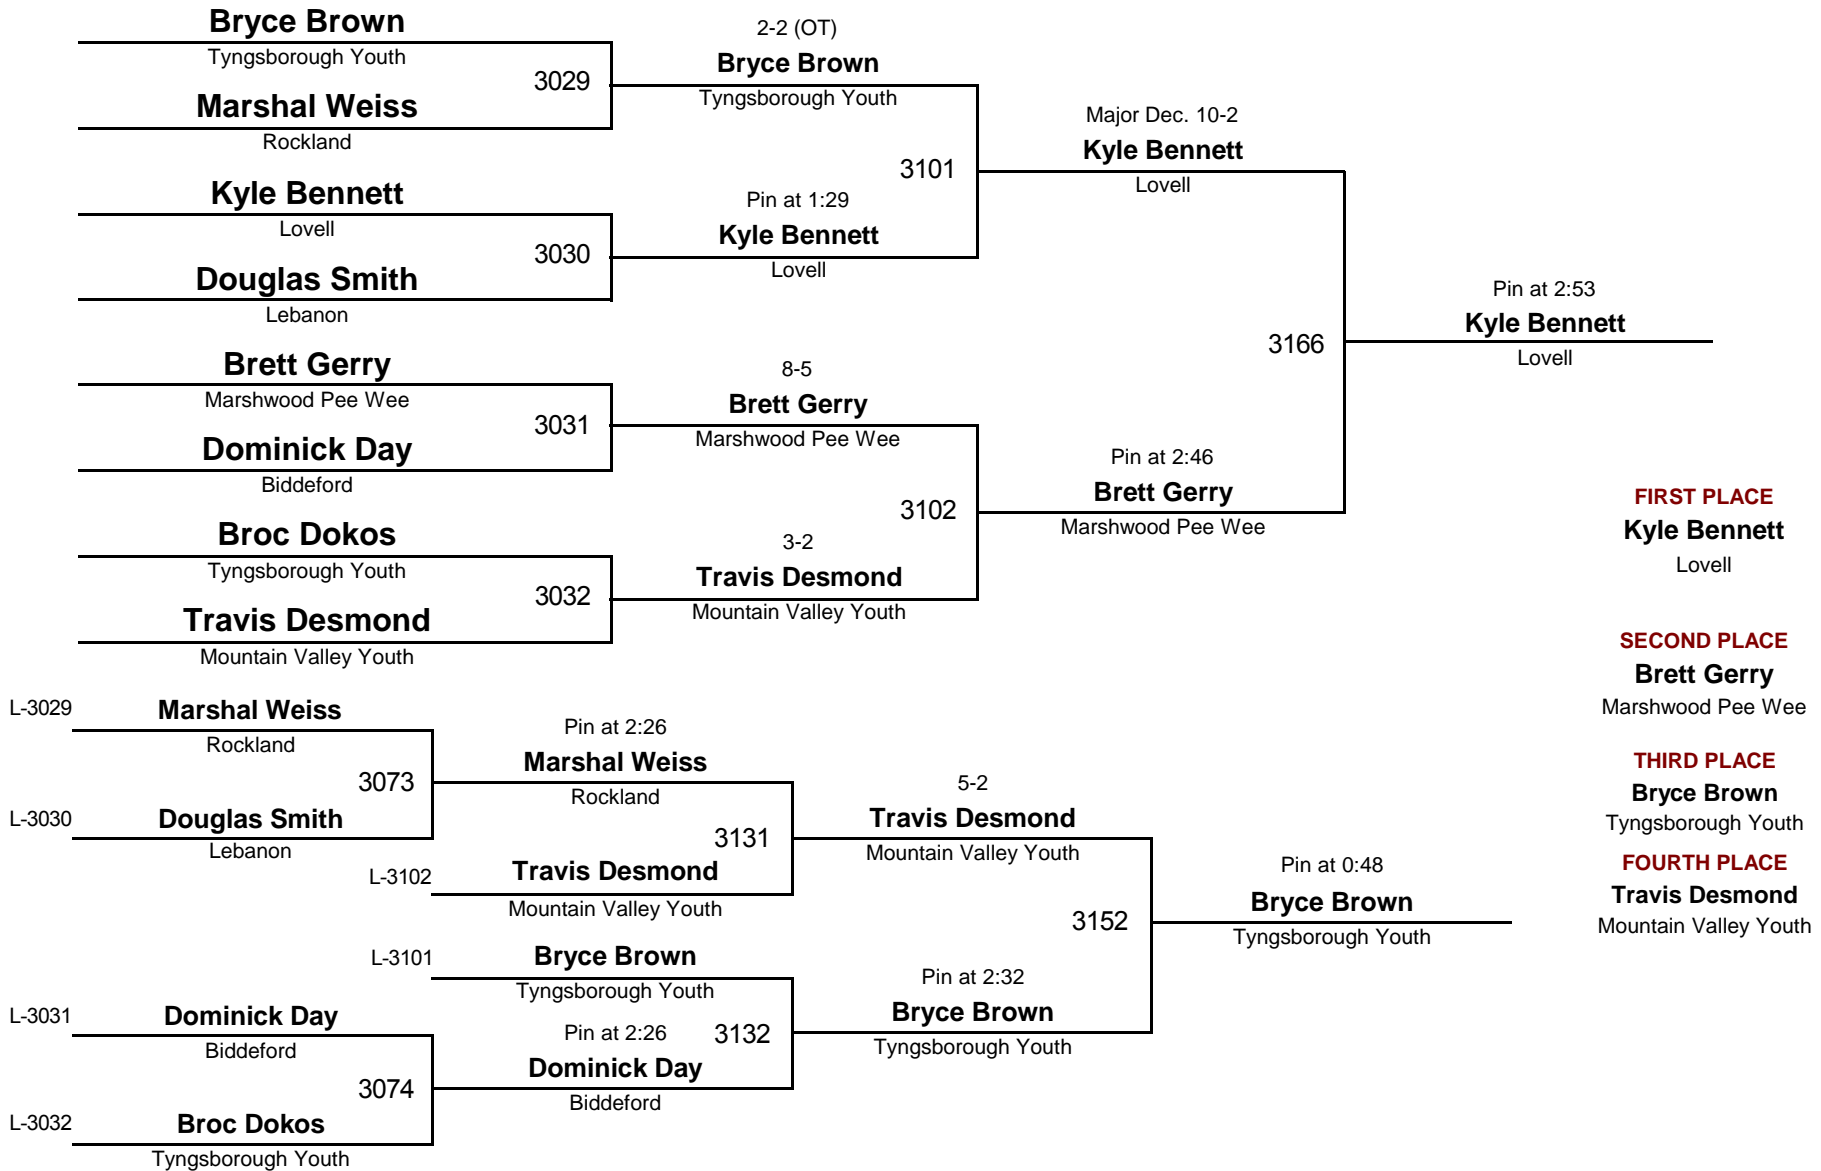 Bryce Brown
Tyngsborough Youth
3029
Marshal Weiss
Rockland
Kyle Bennett
Lovell
3030
Douglas Smith
Lebanon
Brett Gerry
Marshwood Pee Wee
3031
Dominick Day
Biddeford
Broc Dokos
Tyngsborough Youth
3032
Travis Desmond
Mountain Valley Youth
2-2 (OT)
Bryce Brown
Tyngsborough Youth
3101
Pin at 1:29
Kyle Bennett
Lovell
8-5
Brett Gerry
Marshwood Pee Wee
3102
3-2
Travis Desmond
Mountain Valley Youth
Major Dec. 10-2
Kyle Bennett
Lovell
3166
Pin at 2:46
Brett Gerry
Marshwood Pee Wee
Pin at 2:53
Kyle Bennett
Lovell
L-3029
Marshal Weiss
Rockland
3073
L-3030
Douglas Smith
Lebanon
Pin at 2:26
Marshal Weiss
Rockland
3131
L-3102
Travis Desmond
Mountain Valley Youth
L-3101
Bryce Brown
Tyngsborough Youth
3132
L-3031
Dominick Day
Biddeford
3074
L-3032
Broc Dokos
Tyngsborough Youth
Pin at 2:26
Dominick Day
Biddeford
5-2
Travis Desmond
Mountain Valley Youth
3152
Pin at 2:32
Bryce Brown
Tyngsborough Youth
Pin at 0:48
Bryce Brown
Tyngsborough Youth
FIRST PLACE
Kyle Bennett
Lovell
SECOND PLACE
Brett Gerry
Marshwood Pee Wee
THIRD PLACE
Bryce Brown
Tyngsborough Youth
FOURTH PLACE
Travis Desmond
Mountain Valley Youth